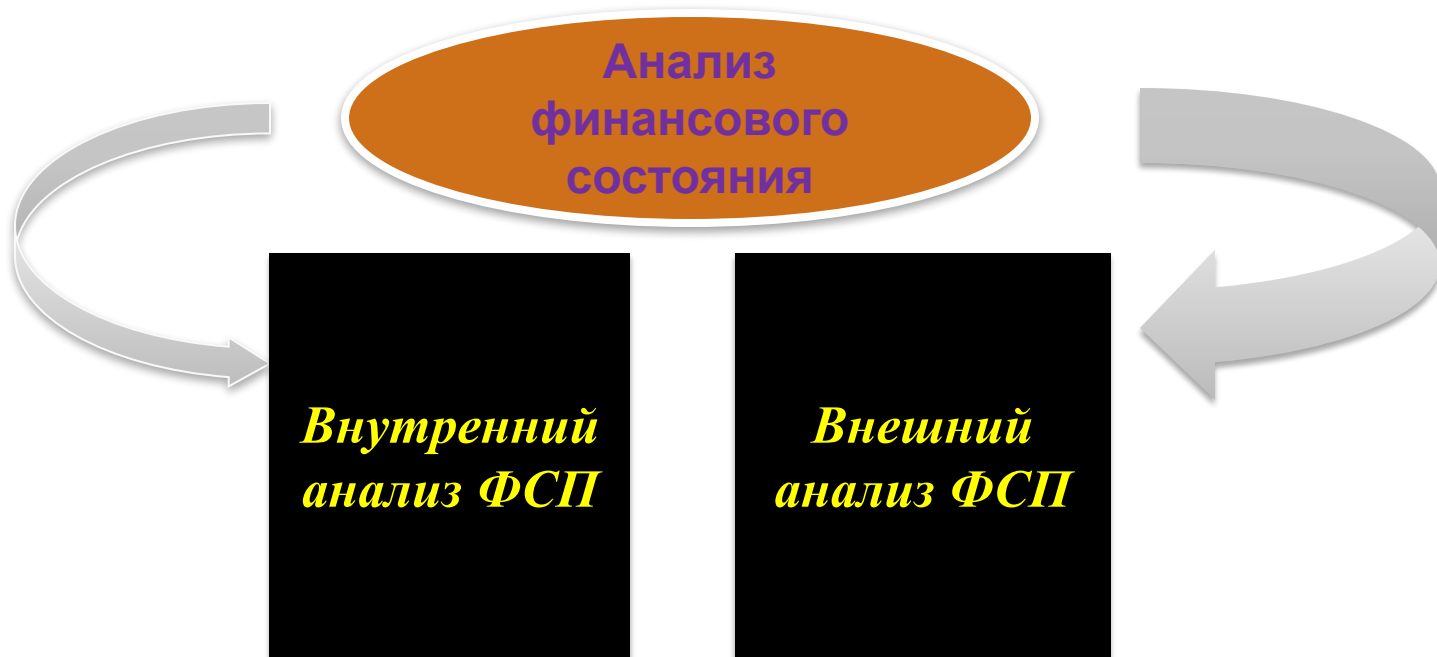 Анализ
финансового
состояния
Внутренний
анализ ФСП
Внешний
анализ ФСП